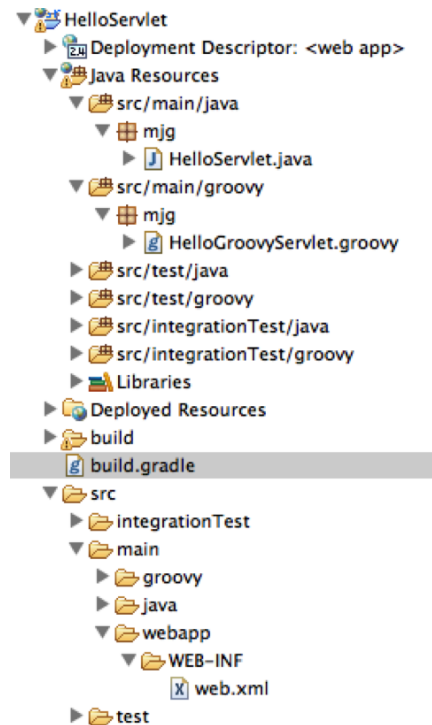 HelloServlet
2.4 Deployment Descriptor: <web app>
Java Resources
src/main/java
mjg
J HelloServlet.java
src/main/groovy
mjg
g HelloGroovyServlet.groovy
src/test/java
src/test/groovy
src/integrationTest/java
src/integrationTest/groovy
Libraries
Deployed Resources
build
g build.gradle
src
integrationTest
main
groovy
java
webapp
WEB-INF
X web.xml
test